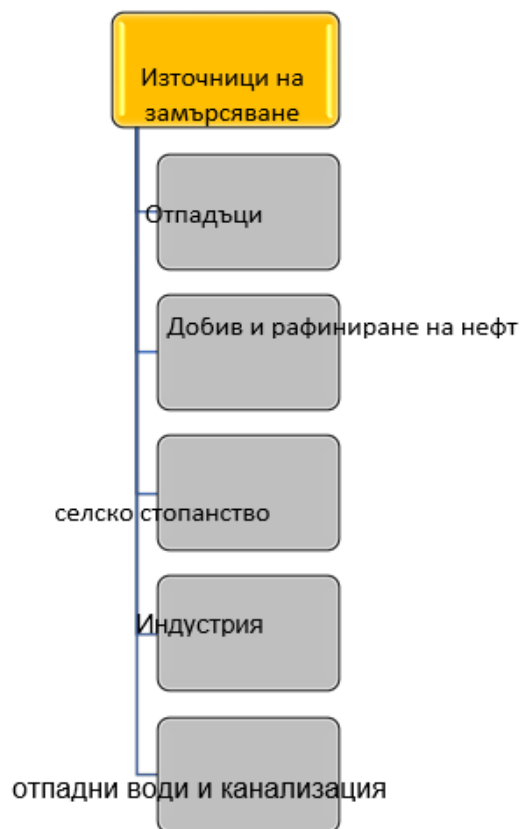 Източници на
замърсяване
Отпадъци
Добив и рафиниране на нефт
селско стопанство
Индустрия
отпадни води и канализация